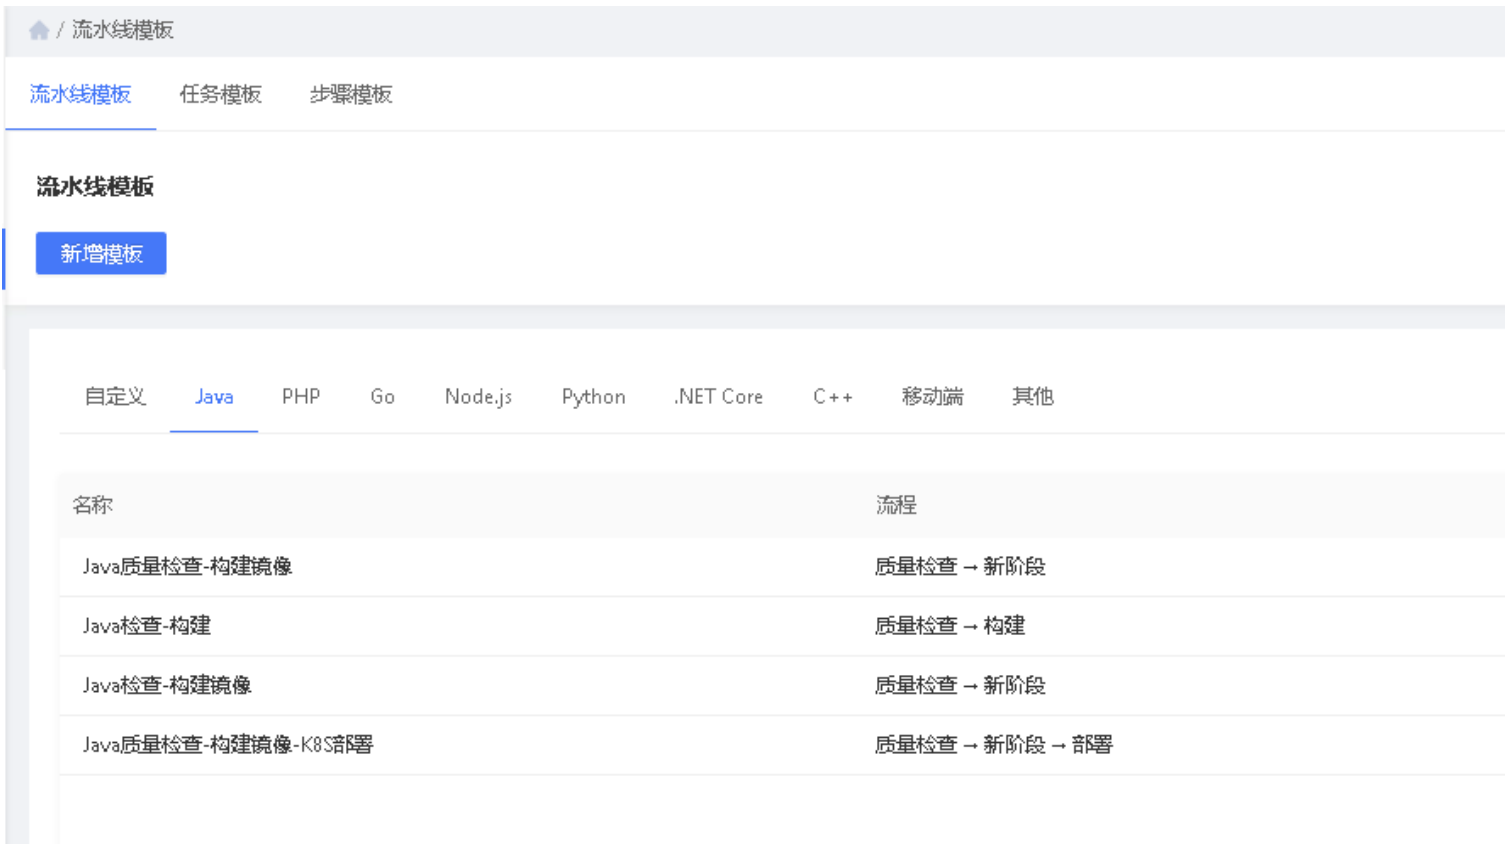 / 流水线模板
流水线模板 任务模板 步骤模板
流水线模板
新增模板
自定义 Java PHP Go Node.js Python .NET Core C++ 移动端 其他
名称 流程
Java质量检查-构建镜像 质量检查 → 新阶段
Java检查-构建 质量检查 → 构建
Java检查-构建镜像 质量检查 → 新阶段
Java质量检查-构建镜像-K8S部署 质量检查 → 新阶段 → 部署